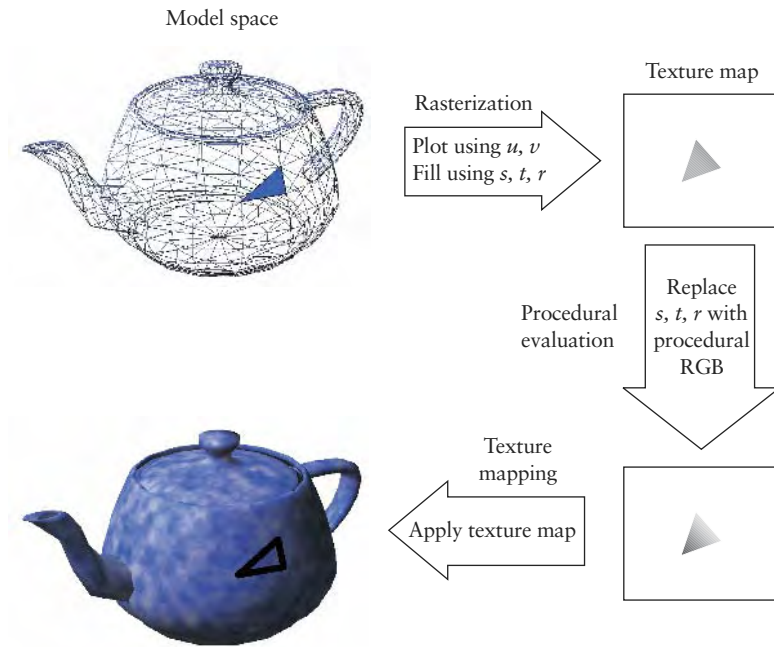 Model space
Rasterization
Plot using u, v
Fill using s, t, r
Texture map
Procedural
evaluation
Replace
s, t, r with
procedural
RGB
Texture
mapping
Apply texture map